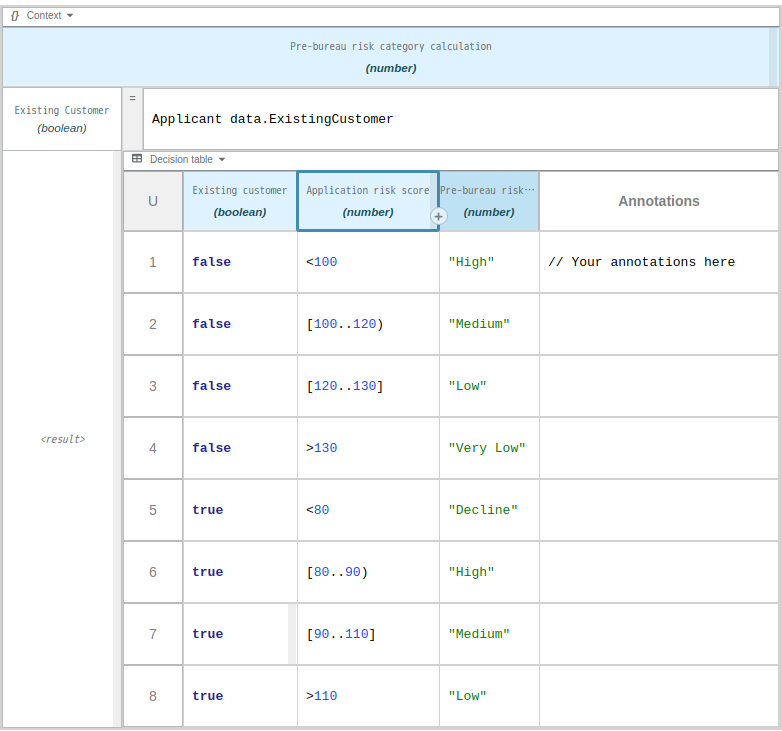 {} Context
Pre-bureau risk category calculation
(number)
Existing Customer
(boolean)
=
Applicant data.ExistingCustomer
Decision table
U
Existing customer
(boolean)
Application risk score
(number)
Pre-bureau risk···
(number)
Annotations
+
1 false <100 "High" // Your annotations here
2 false [100..120) "Medium"
3 false [120..130] "Low"
<result>
4 false >130 "Very Low"
5 true <80 "Decline"
6 true [80..90) "High"
7 true [90..110] "Medium"
8 true >110 "Low"